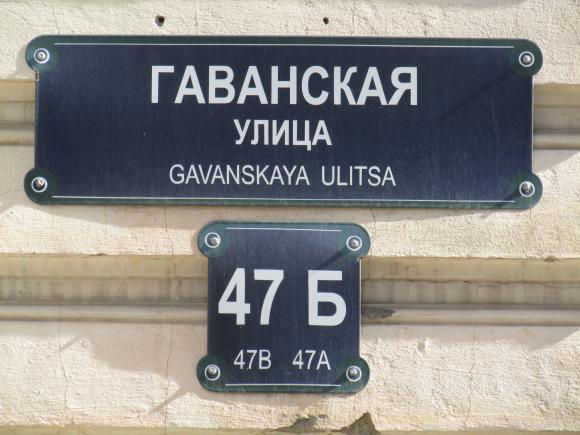 ГАВАНСКАЯ
УЛИЦА
GAVANSKAYA ULITSA
47 Б
47В 47А